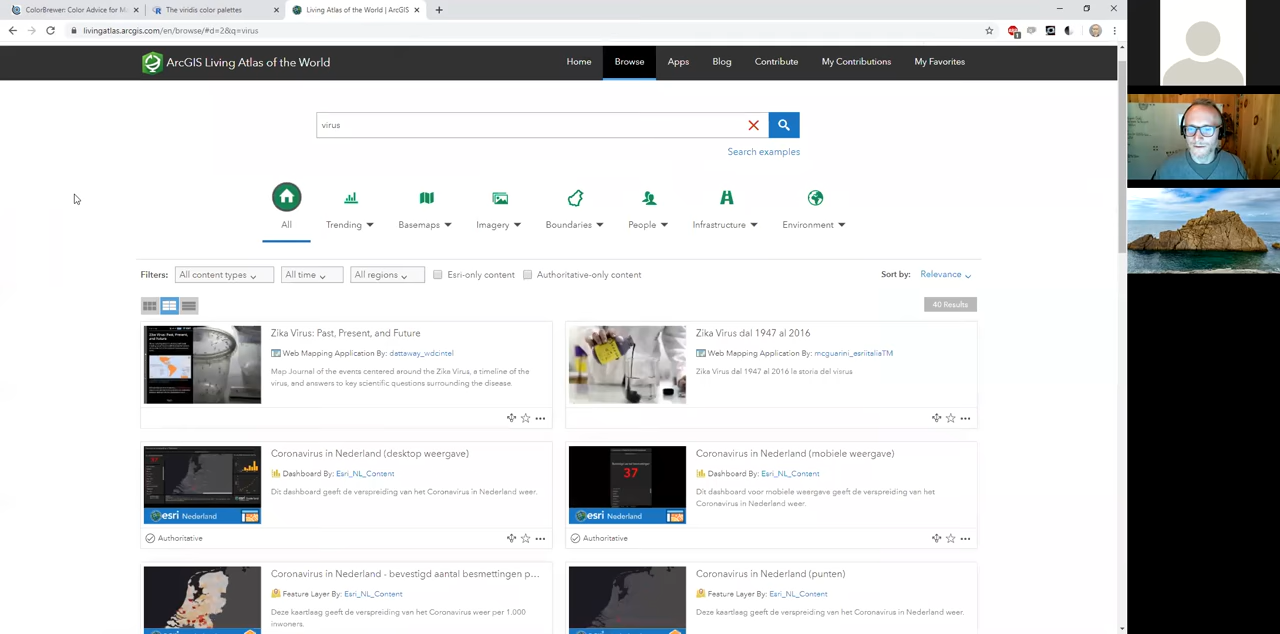 ColorBrewer: Color Advice for M
The viridis color palettes
Living Atlas of the World | ArcGIS
livingatlas.arcgis.com/en/browse/#d=2&q=virus
ArcGIS Living Atlas of the World
Home
Browse
Apps
Blog
Contribute
My Contributions
My Favorites
virus
Search examples
All
Trending
Basemaps
Imagery
Boundaries
People
Infrastructure
Environment
Filters:
All content types
All time
All regions
Esri-only content
Authoritative-only content
Sort by:
Relevance
40 Results
Zika Virus: Past, Present, and Future
Web Mapping Application By: dattaway_wdcintel
Map Journal of the events centered around the Zika Virus, a timeline of
the virus, and answers to key scientific questions surrounding the disease.
Zika Virus dal 1947 al 2016
Web Mapping Application By: mcguarini_esriitaliaTM
Zika Virus dal 1947 al 2016 la storia del visrus
Coronavirus in Nederland (desktop weergave)
Dashboard By: Esri_NL_Content
Dit dashboard geeft de verspreiding van het Coronavirus in Nederland weer.
esri Nederland
Authoritative
Coronavirus in Nederland (mobiele weergave)
Dashboard By: Esri_NL_Content
Dit dashboard voor mobiele weergave geeft de verspreiding van het
Coronavirus in Nederland weer.
37
esri Nederland
Authoritative
Coronavirus in Nederland - bevestigd aantal besmettingen p...
Feature Layer By: Esri_NL_Content
Deze kaartlaag geeft de verspreiding van het Coronavirus weer per 1.000
inwoners.
Coronavirus in Nederland (punten)
Feature Layer By: Esri_NL_Content
Deze kaartlaag geeft de verspreiding van het Coronavirus in Nederland weer.